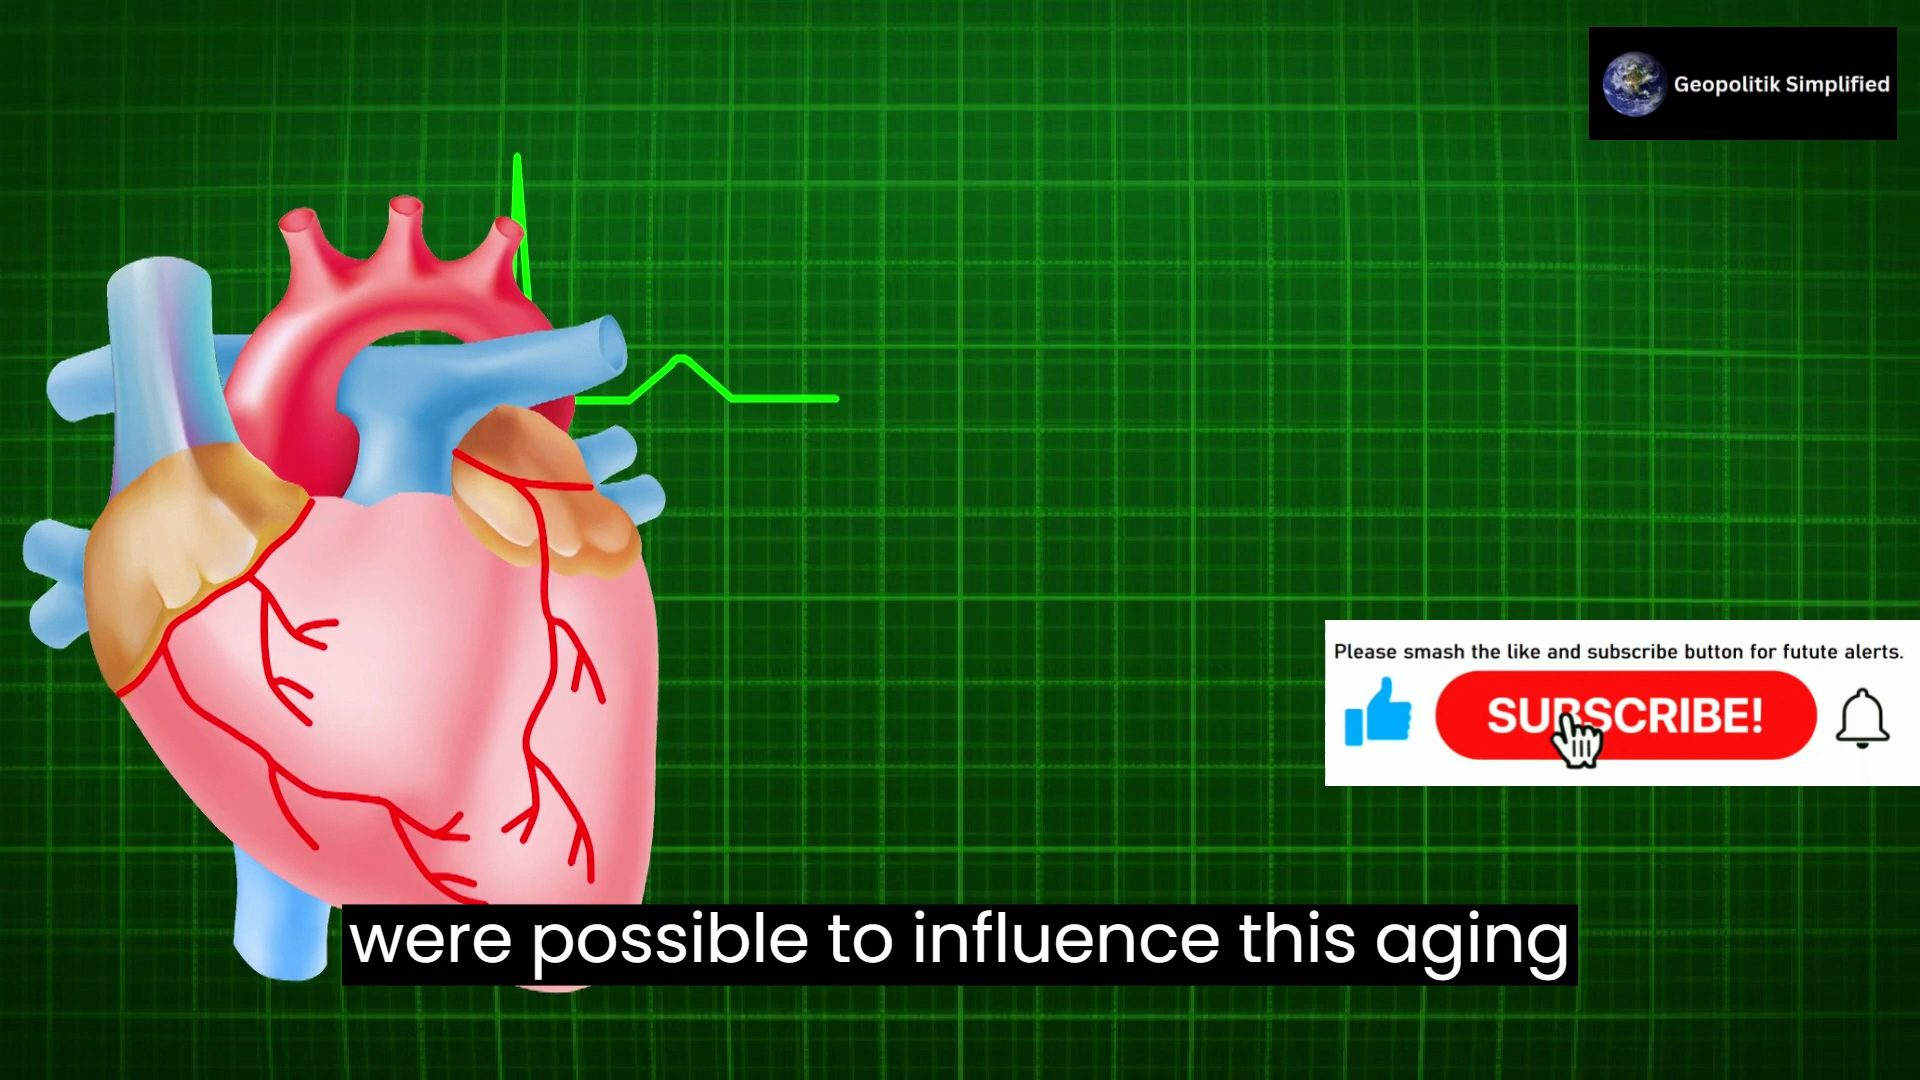 Geopolitik Simplified
Please smash the like and subscribe button for futute alerts.
SUBSCRIBE!
were possible to influence this aging